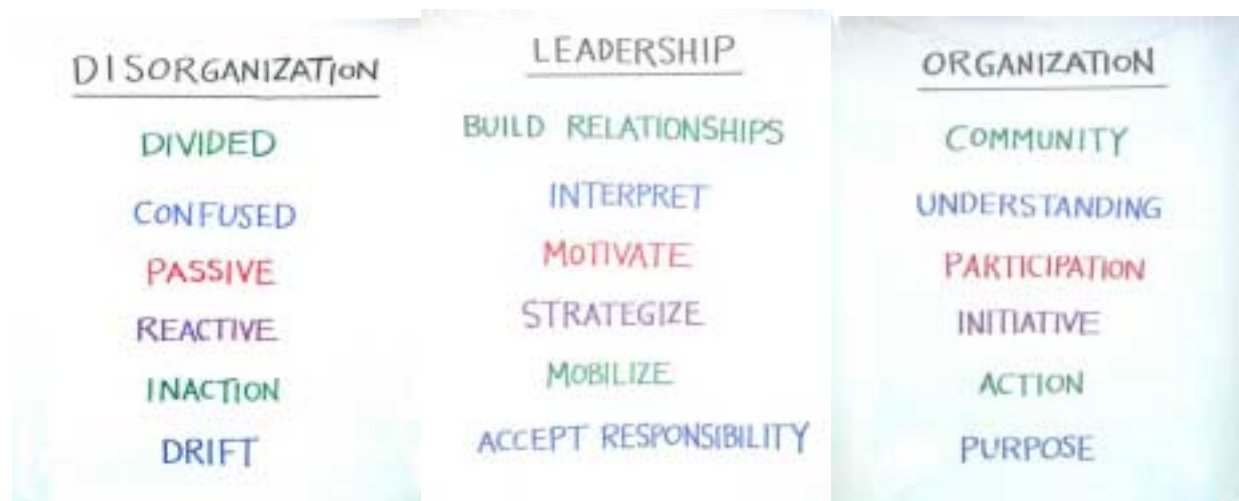 DISORGANIZATION
DIVIDED
CONFUSED
PASSIVE
REACTIVE
INACTION
DRIFT
LEADERSHIP
BUILD RELATIONSHIPS
INTERPRET
MOTIVATE
STRATEGIZE
MOBILIZE
ACCEPT RESPONSIBILITY
ORGANIZATION
COMMUNITY
UNDERSTANDING
PARTICIPATION
INITIATIVE
ACTION
PURPOSE